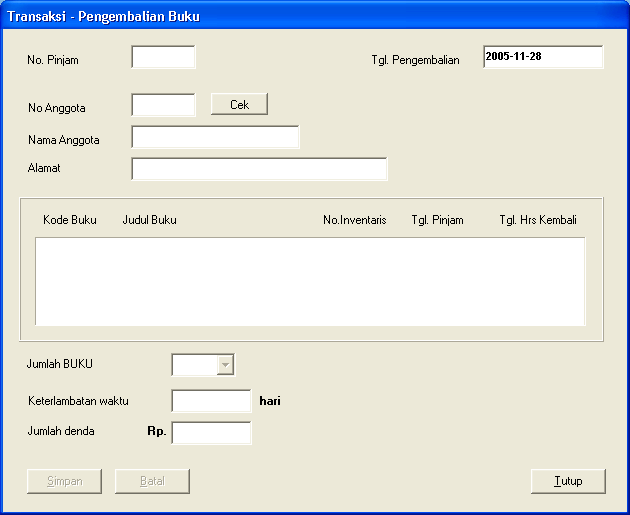 Transaksi - Pengembalian Buku
No. Pinjam
Tgl. Pengembalian
2005-11-28
No Anggota
Cek
Nama Anggota
Alamat
Kode Buku Judul Buku No.Inventaris Tgl. Pinjam Tgl. Hrs Kembali
Jumlah BUKU
Keterlambatan waktu hari
Jumlah denda Rp.
Simpan Batal Tutup